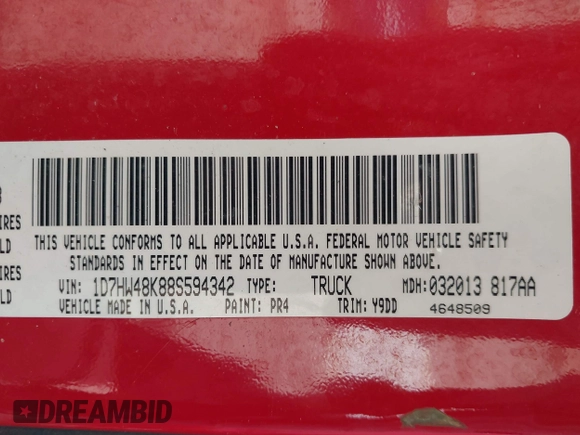 3
IRES
LD
IRES
LD
THIS VEHICLE CONFORMS TO ALL APPLICABLE U.S.A. FEDERAL MOTOR VEHICLE SAFETY
STANDARDS IN EFFECT ON THE DATE OF MANUFACTURE SHOWN ABOVE.
VIN: 1D7HW48K88S594342 TYPE: TRUCK MDH: 032013 817AA
VEHICLE MADE IN U.S.A. PAINT: PR4 TRIM: Y9DD 4648509
DREAMBID